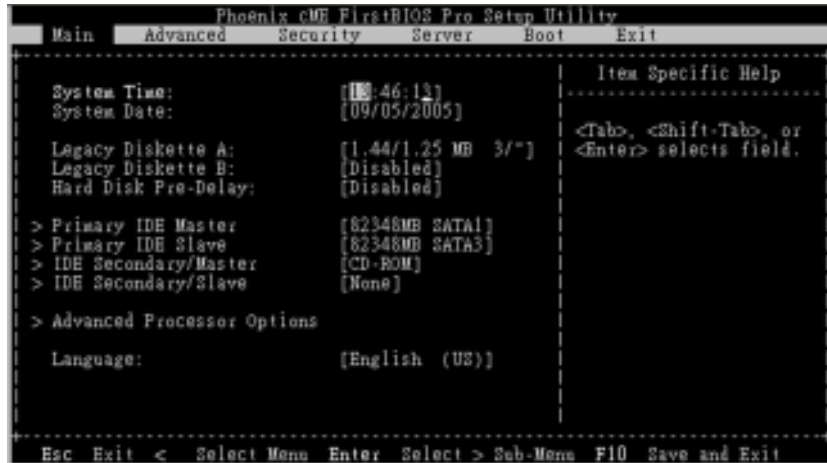 Phoenix cME FirstBIOS Pro Setup Utility
Main Advanced Security Server Boot Exit
Item Specific Help
System Time: [13:46:13]
System Date: [09/05/2005]
<Tab>, <Shift-Tab>, or
<Enter> selects field.
Legacy Diskette A: [1.44/1.25 MB 3/"]
Legacy Diskette B: [Disabled]
Hard Disk Pre-Delay: [Disabled]
> Primary IDE Master [82348MB SATA1]
> Primary IDE Slave [82348MB SATA3]
> IDE Secondary/Master [CD-ROM]
> IDE Secondary/Slave [None]
> Advanced Processor Options
Language: [English (US)]
Esc Exit < Select Menu Enter Select > Sub-Menu F10 Save and Exit